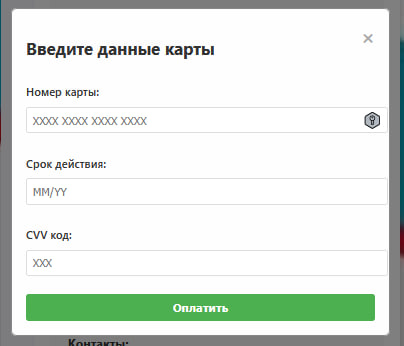 ×
Введите данные карты
Номер карты:
XXXX XXXX XXXX XXXX
Срок действия:
MM/YY
CVV код:
XXX
Оплатить
Контакты: